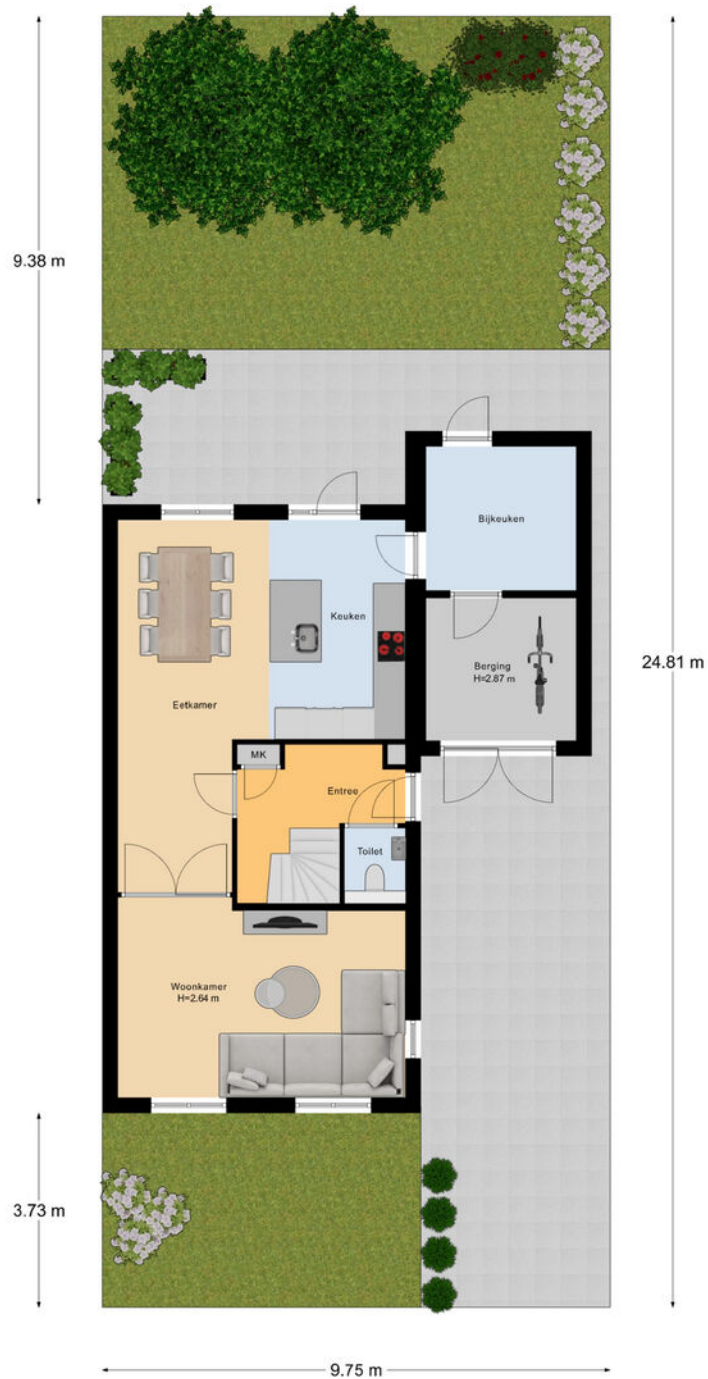 9.38 m
Bijkeuken
Keuken
24.81 m
Berging
H=2.87 m
Eetkamer
MK
Entree
Toilet
Woonkamer
H=2.64 m
3.73 m
9.75 m